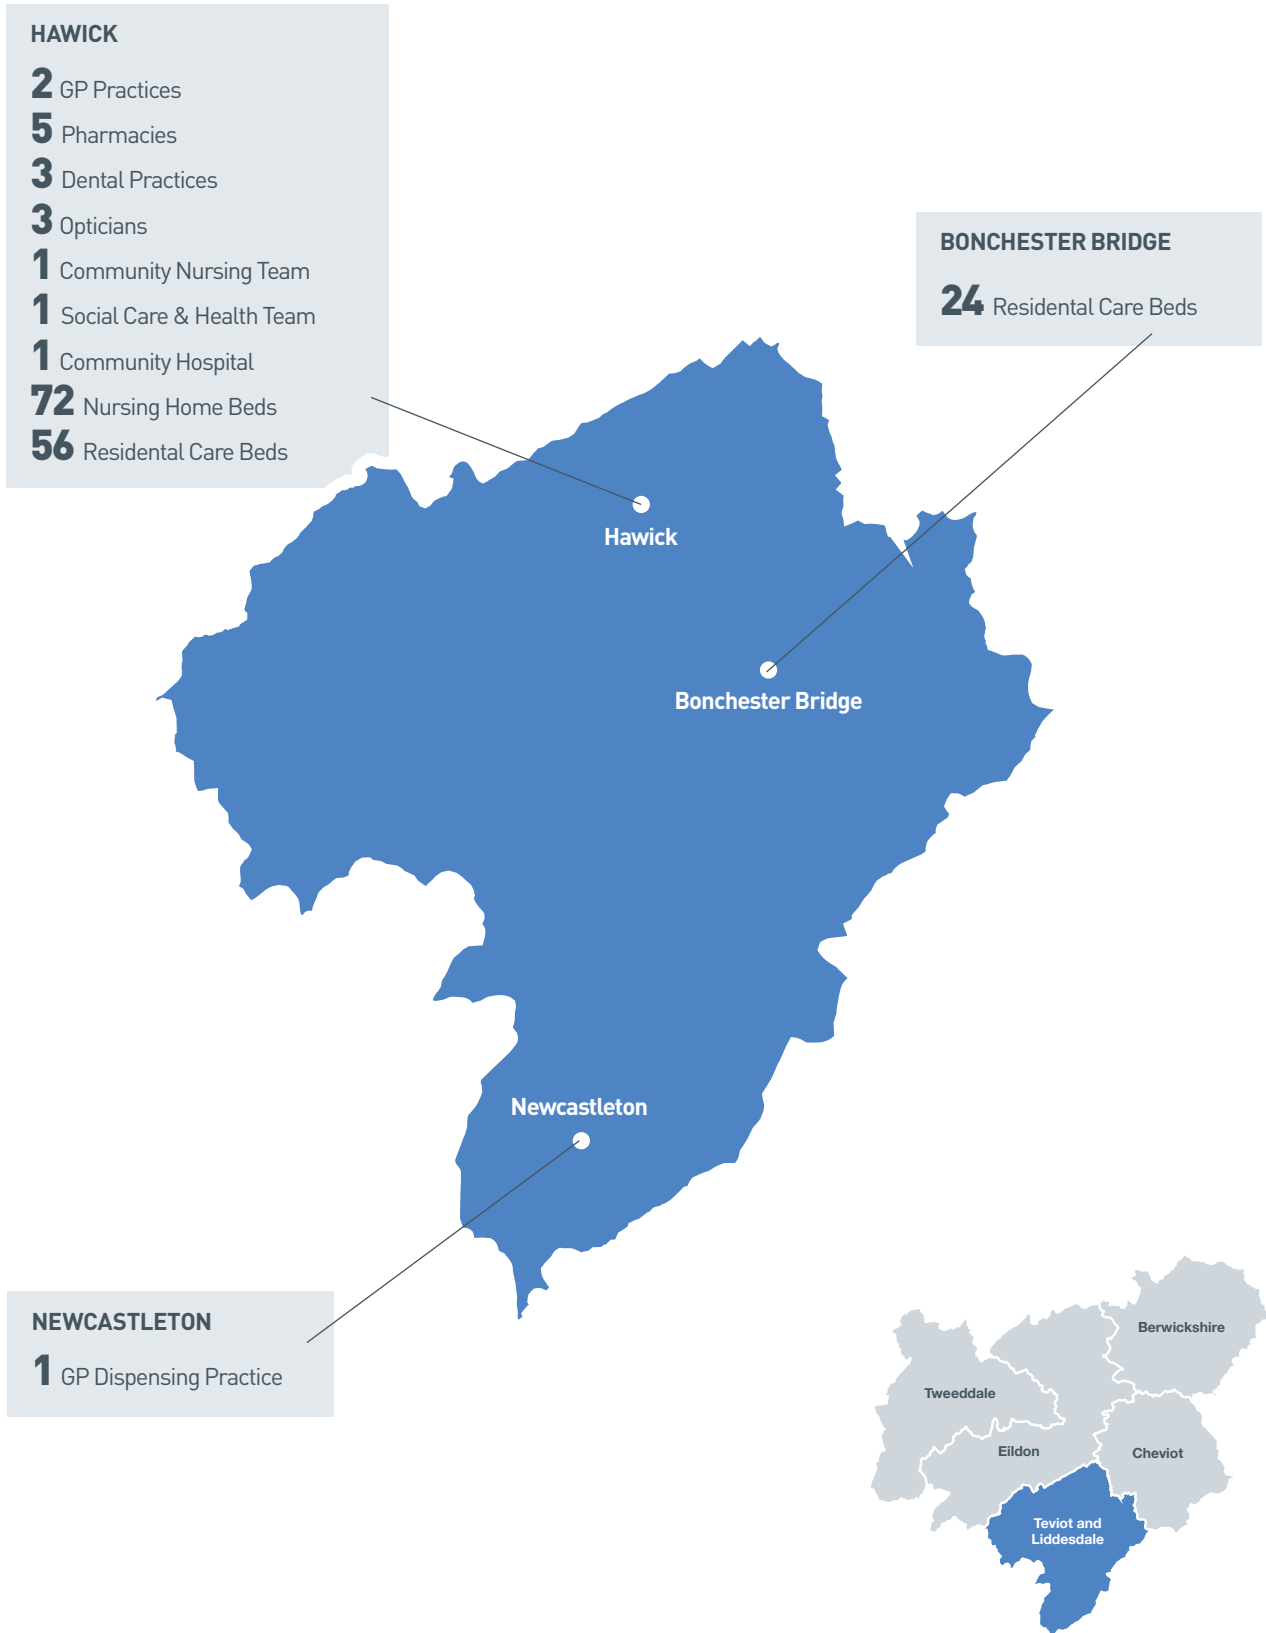 HAWICK
2 GP Practices
5 Pharmacies
3 Dental Practices
3 Opticians
1 Community Nursing Team
1 Social Care & Health Team
1 Community Hospital
72 Nursing Home Beds
56 Residental Care Beds
BONCHESTER BRIDGE
24 Residental Care Beds
Hawick
Bonchester Bridge
Newcastleton
NEWCASTLETON
1 GP Dispensing Practice
Berwickshire
Tweeddale
Eildon
Cheviot
Teviot and
Liddesdale